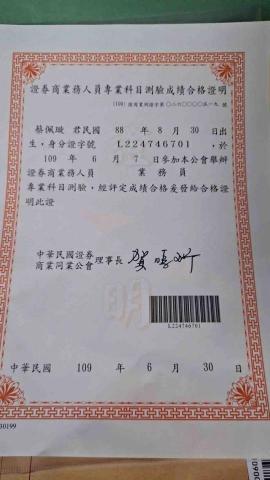 證券商業務人員專業科目測驗成績合格證明
蔡佩璇 君民國 88 年 8 月 30 日出
生,身分證字號 L224746701 ,於
109 年 6 月 7 日參加本公會舉辦
證券商業務人員 業務員
專業科目測驗,經評定成績合格爰發給合格證
明此證
中華民國證券
商業同業公會 理事長
L224746701
中華民國 109 年 6 月 30 日
30199